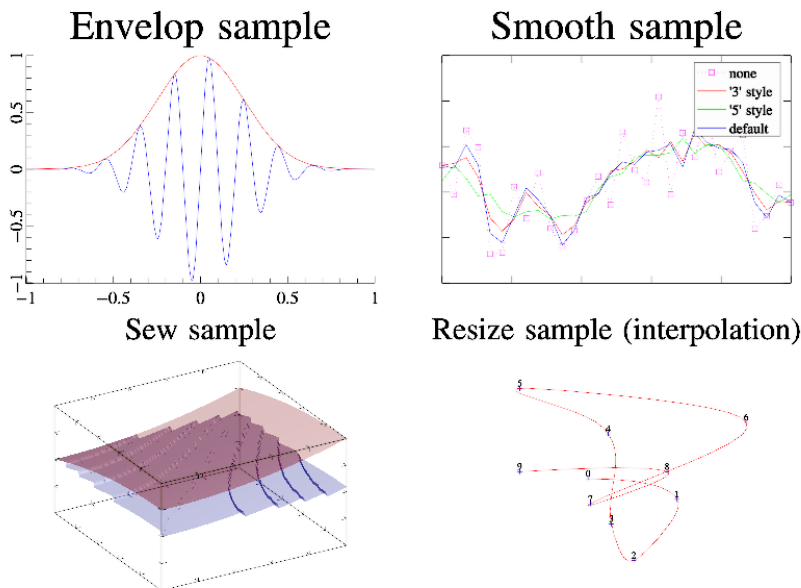 Envelop sample
1
0.5
0
−0.5
−1
−1
−0.5
0
0.5
1
Smooth sample
none
'3' style
'5' style
default
Sew sample
Resize sample (interpolation)
5
6
4
9
0
8
7
1
3
2